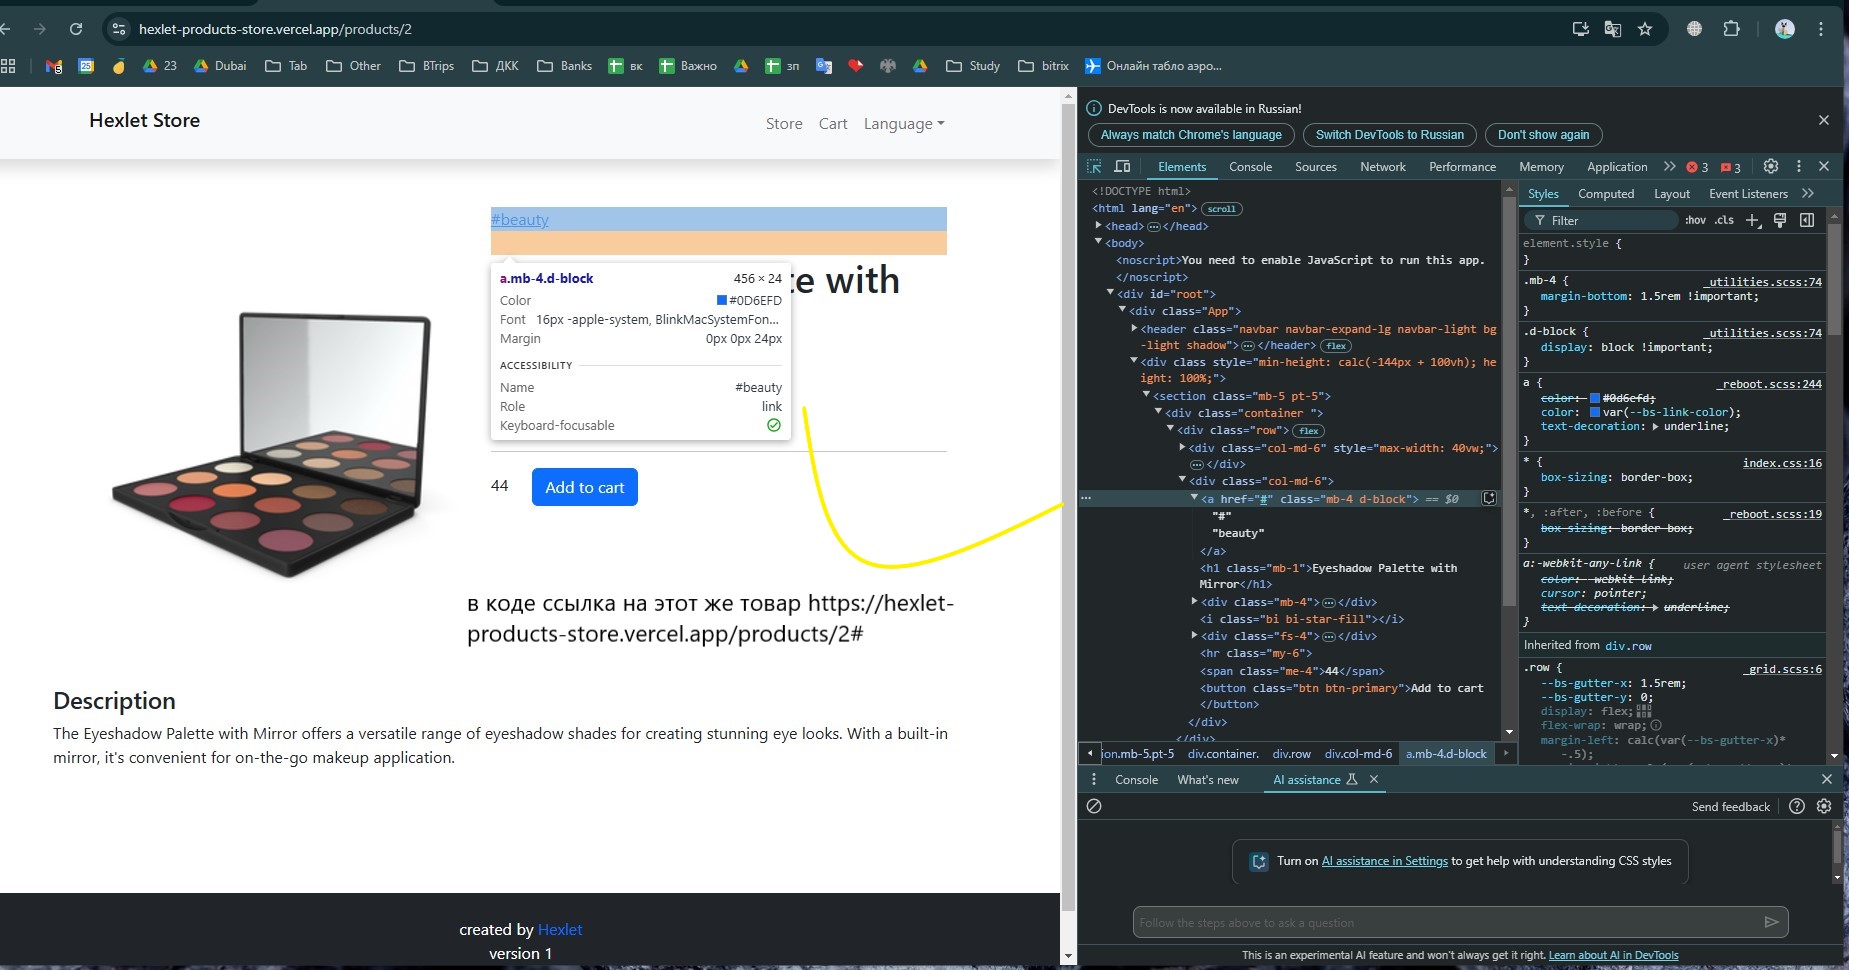 hexlet-products-store.vercel.app/products/2
5
25
23
Dubai
Tab
Other
BTrips
ДКК
Banks
вк
Важно
зп
Study
bitrix
Онлайн табло аэро...
Hexlet Store
Store
Cart
Language
#beauty
te with
a.mb-4.d-block 456 × 24
Color #0D6EFD
Font 16px -apple-system, BlinkMacSystemFon...
Margin 0px 0px 24px
ACCESSIBILITY
Name #beauty
Role link
Keyboard-focusable
44
Add to cart
в коде ссылка на этот же товар https://hexlet-
products-store.vercel.app/products/2#
Description
The Eyeshadow Palette with Mirror offers a versatile range of eyeshadow shades for creating stunning eye looks. With a built-in
mirror, it's convenient for on-the-go makeup application.
created by Hexlet
version 1
DevTools is now available in Russian!
Always match Chrome's language
Switch DevTools to Russian
Don't show again
Elements
Console
Sources
Network
Performance
Memory
Application
3
3
<!DOCTYPE html>
<html lang="en"> scroll
<head> ... </head>
<body>
<noscript>You need to enable JavaScript to run this app.
</noscript>
<div id="root">
<div class="App">
<header class="navbar navbar-expand-lg navbar-light bg
-light shadow"> ... </header> flex
<div class style="min-height: calc(-144px + 100vh); he
ight: 100%;">
<section class="mb-5 pt-5">
<div class="container ">
<div class="row"> flex
<div class="col-md-6" style="max-width: 40vw;">
... </div>
<div class="col-md-6">
<a href="#" class="mb-4 d-block"> == $0
"#"
"beauty"
</a>
<h1 class="mb-1">Eyeshadow Palette with
Mirror</h1>
<div class="mb-4"> ... </div>
<i class="bi bi-star-fill"></i>
<div class="fs-4"> ... </div>
<hr class="my-6">
<span class="me-4">44</span>
<button class="btn btn-primary">Add to cart
</button>
</div>
</div>
ion.mb-5.pt-5
div.container.
div.row
div.col-md-6
a.mb-4.d-block
Styles
Computed
Layout
Event Listeners
Filter
:hov
.cls
element.style {
}
.mb-4 { _utilities.scss:74
margin-bottom: 1.5rem !important;
}
.d-block { _utilities.scss:74
display: block !important;
}
a { _reboot.scss:244
color: #0d6efd;
color: var(--bs-link-color);
text-decoration: underline;
}
* { index.css:16
box-sizing: border-box;
}
*, :after, :before { _reboot.scss:19
box-sizing: border-box;
}
a:-webkit-any-link { user agent stylesheet
color: -webkit-link;
cursor: pointer;
text-decoration: underline;
}
Inherited from div.row
.row { _grid.scss:6
--bs-gutter-x: 1.5rem;
--bs-gutter-y: 0;
display: flex;
flex-wrap: wrap;
margin-left: calc(var(--bs-gutter-x)*
-.5);
Console
What's new
AI assistance
Send feedback
Turn on AI assistance in Settings to get help with understanding CSS styles
Follow the steps above to ask a question
This is an experimental AI feature and won't always get it right. Learn about AI in DevTools